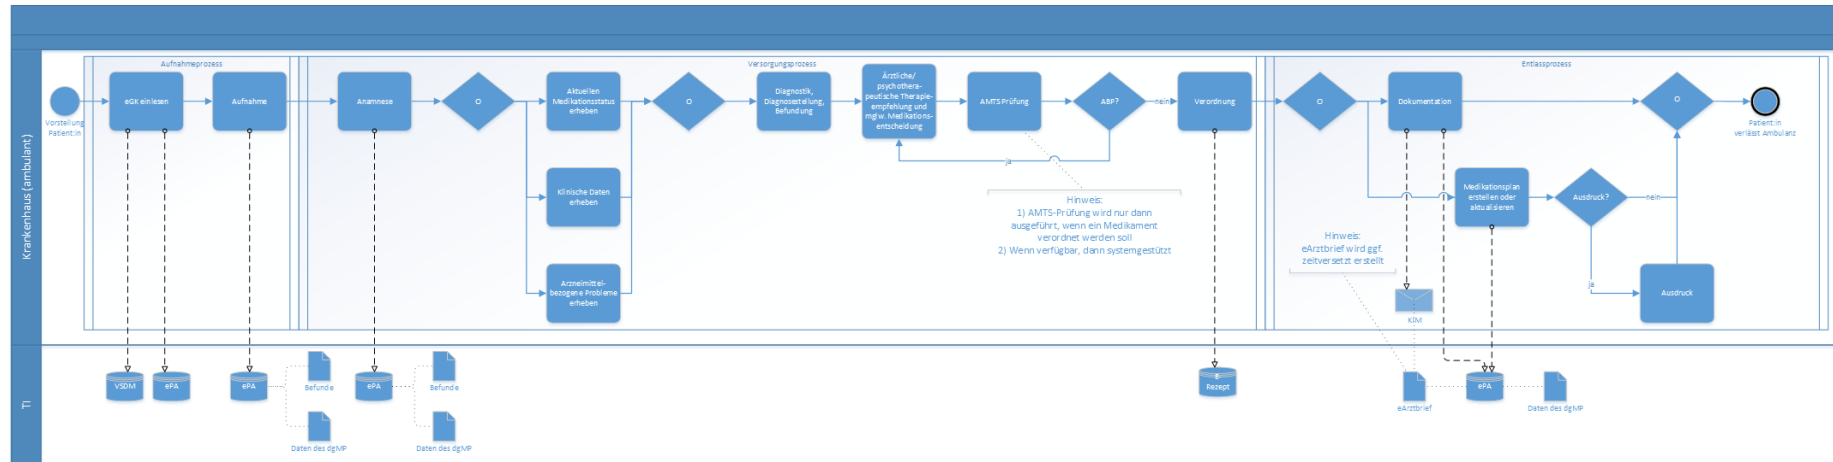 Krankenhaus (ambulant)
Aufnahmeprozess
Versorgungsprozess
Entlassprozess
Vorstellung
Patient:in
eGK einlesen
Aufnahme
Anamnese
O
Aktuellen
Medikationsstatus
erheben
Klinische Daten
erheben
Arzneimittel-
bezogene Probleme
erheben
O
Diagnostik,
Diagnosestellung,
Befundung
Ärztliche/
psychothera-
peutische Therapie-
empfehlung und
mglw. Medikations-
entscheidung
AMTS Prüfung
ABP?
nein
ja
Verordnung
Hinweis:
1) AMTS-Prüfung wird nur dann
ausgeführt, wenn ein Medikament
verordnet werden soll
2) Wenn verfügbar, dann systemgestützt
O
Dokumentation
O
Patient:in
verlässt Ambulanz
Medikationsplan
erstellen oder
aktualisieren
Ausdruck?
nein
ja
Ausdruck
Hinweis:
eArztbrief wird ggf.
zeitversetzt erstellt
KIM
TI
VSDM
ePA
ePA
Befunde
Daten des dgMP
ePA
Befunde
Daten des dgMP
E-
Rezept
eArztbrief
ePA
Daten des dgMP